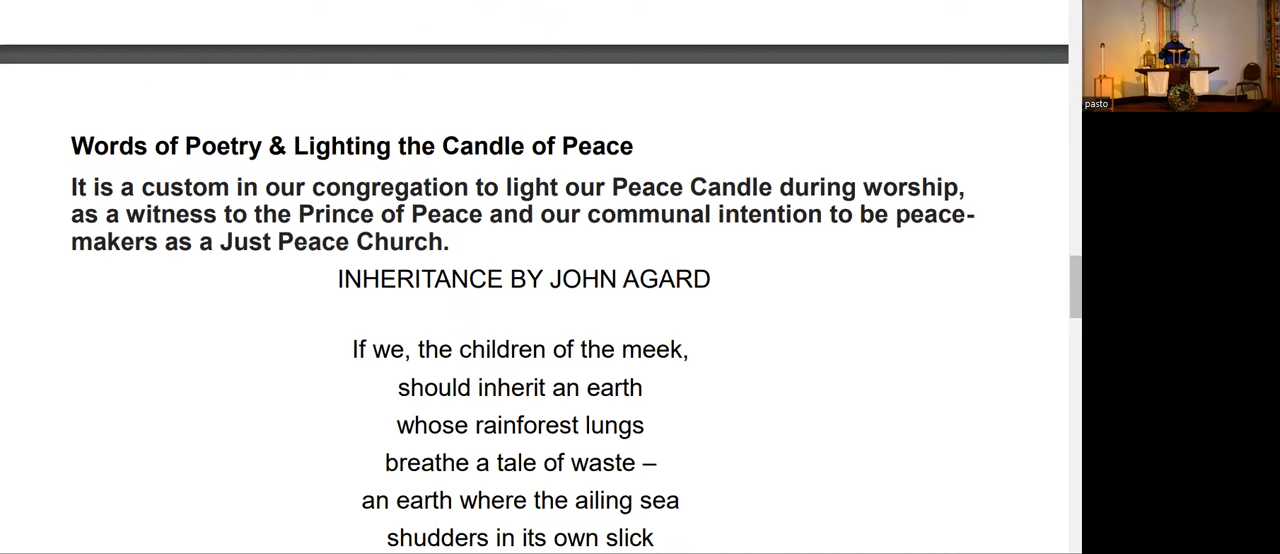 Words of Poetry & Lighting the Candle of Peace
It is a custom in our congregation to light our Peace Candle during worship,
as a witness to the Prince of Peace and our communal intention to be peace-
makers as a Just Peace Church.
INHERITANCE BY JOHN AGARD
If we, the children of the meek,
should inherit an earth
whose rainforest lungs
breathe a tale of waste –
an earth where the ailing sea
shudders in its own slick
pasto